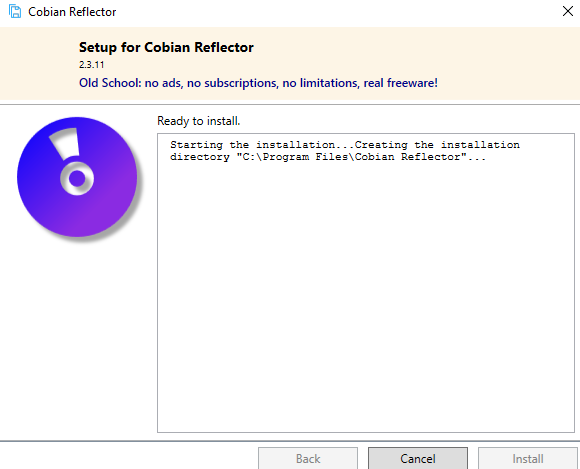 Cobian Reflector
Setup for Cobian Reflector
2.3.11
Old School: no ads, no subscriptions, no limitations, real freeware!
Ready to install.
Starting the installation...Creating the installation
directory "C:\Program Files\Cobian Reflector"...
Back
Cancel
Install